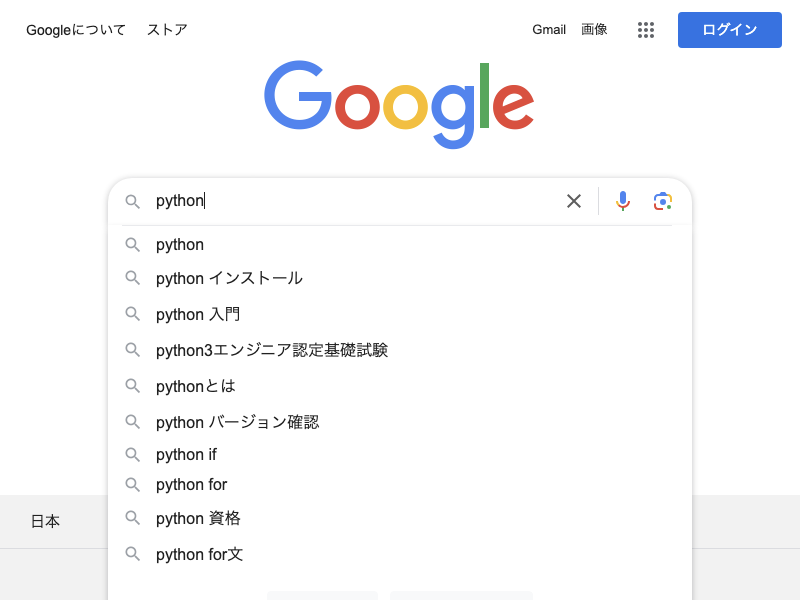 Googleについて ストア Gmail 画像 ログイン
Google
python
python
python インストール
python 入門
python3エンジニア認定基礎試験
pythonとは
python バージョン確認
python if
python for
python 資格
python for文
日本